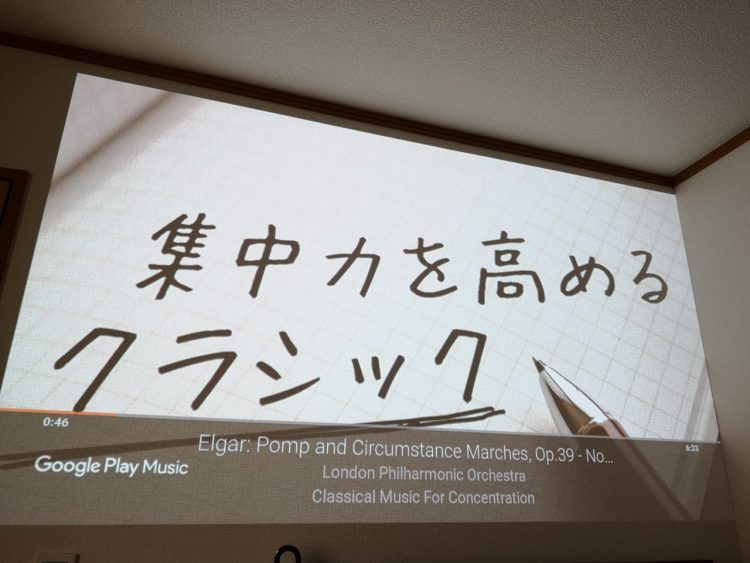 集中力を高める
クラシック
0:46
6:33
Elgar: Pomp and Circumstance Marches, Op.39 - No...
Google Play Music
London Philharmonic Orchestra
Classical Music For Concentration